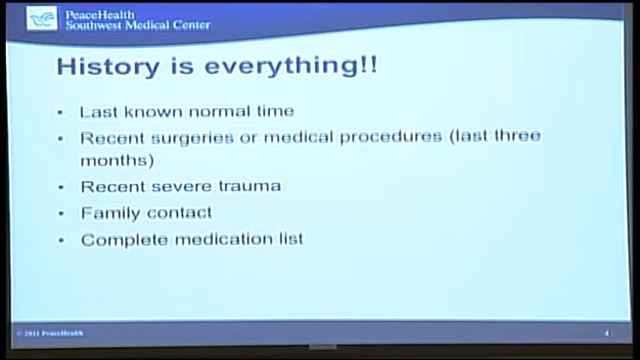 PeaceHealth
Southwest Medical Center
History is everything!!
• Last known normal time
• Recent surgeries or medical procedures (last three
months)
• Recent severe trauma
• Family contact
• Complete medication list
© 2011 PeaceHealth
4